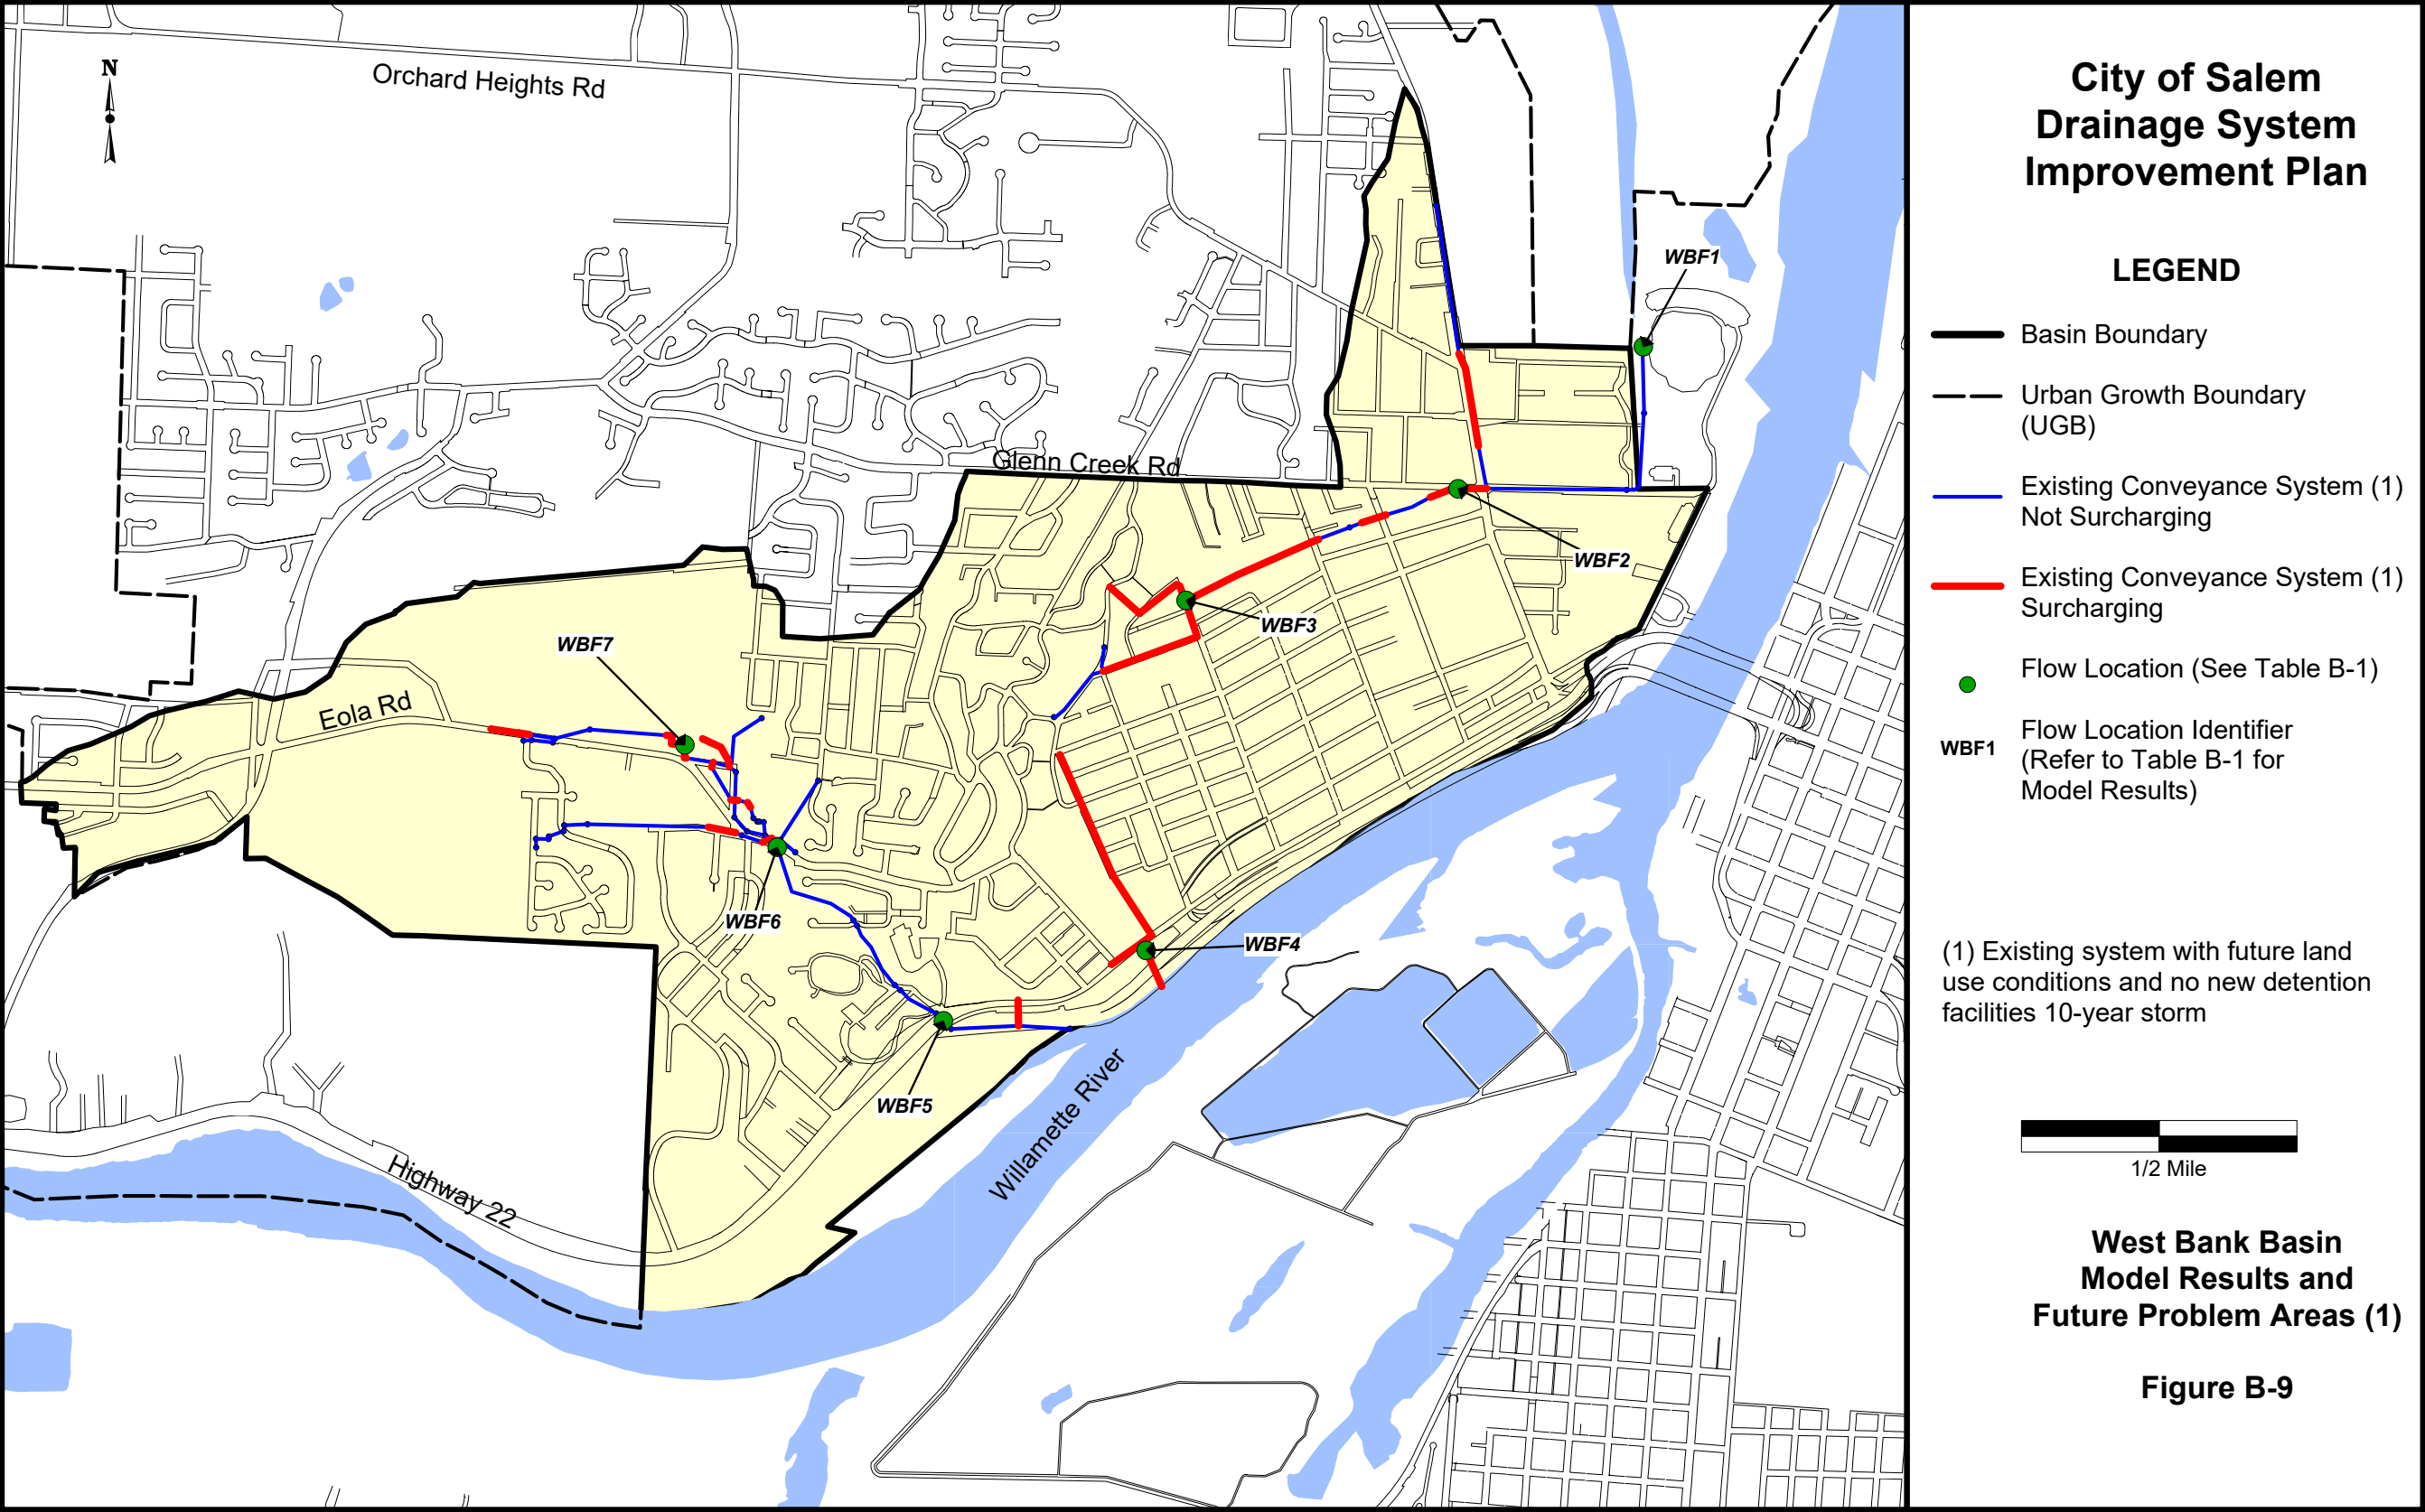 N
Orchard Heights Rd
WBF1
Glenn Creek Rd
WBF2
WBF3
WBF7
Eola Rd
WBF6
WBF4
WBF5
Willamette River
Highway 22
City of Salem
Drainage System
Improvement Plan
LEGEND
Basin Boundary
Urban Growth Boundary
(UGB)
Existing Conveyance System (1)
Not Surcharging
Existing Conveyance System (1)
Surcharging
Flow Location (See Table B-1)
WBF1
Flow Location Identifier
(Refer to Table B-1 for
Model Results)
(1) Existing system with future land
use conditions and no new detention
facilities 10-year storm
1/2 Mile
West Bank Basin
Model Results and
Future Problem Areas (1)
Figure B-9